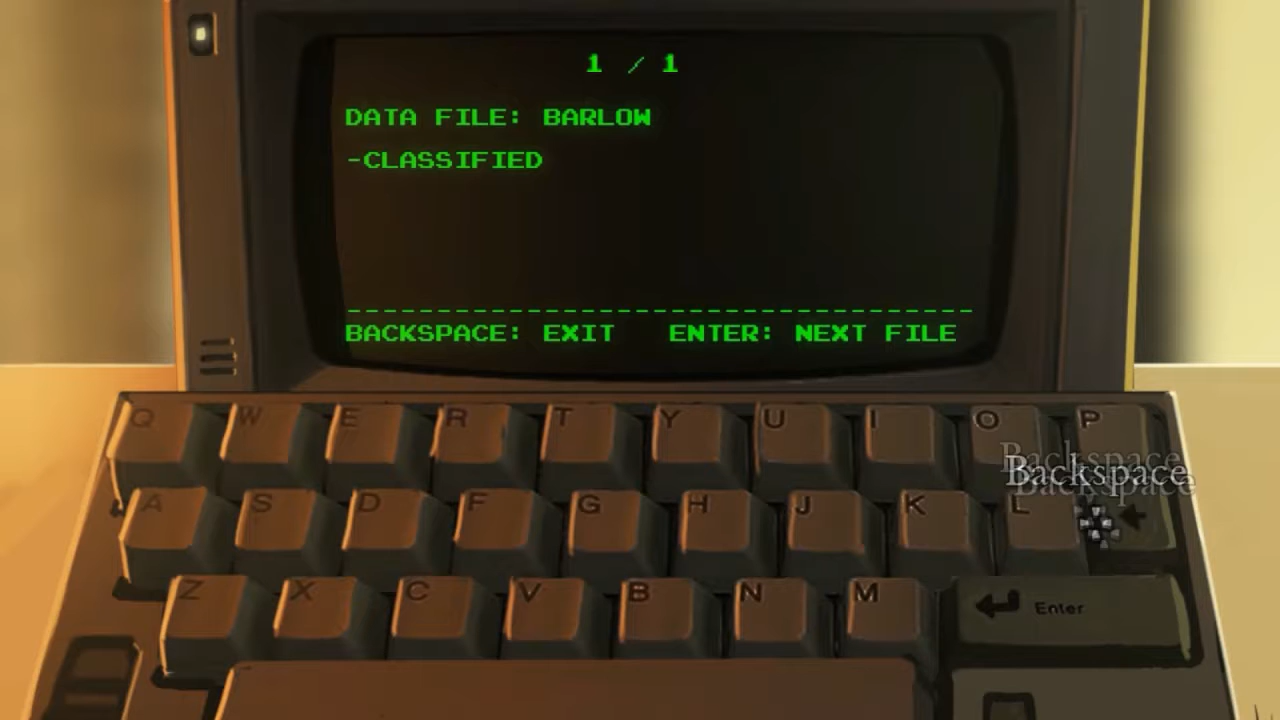 1 / 1
DATA FILE: BARLOW
-CLASSIFIED
BACKSPACE: EXIT ENTER: NEXT FILE
Q W E R T Y U I O P
Backspace
A S D F G H J K L
Z X C V B N M Enter